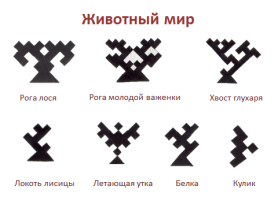 Животный мир
Рога лося
Рога молодой важенки
Хвост глухаря
Локоть лисицы
Летающая утка
Белка
Кулик